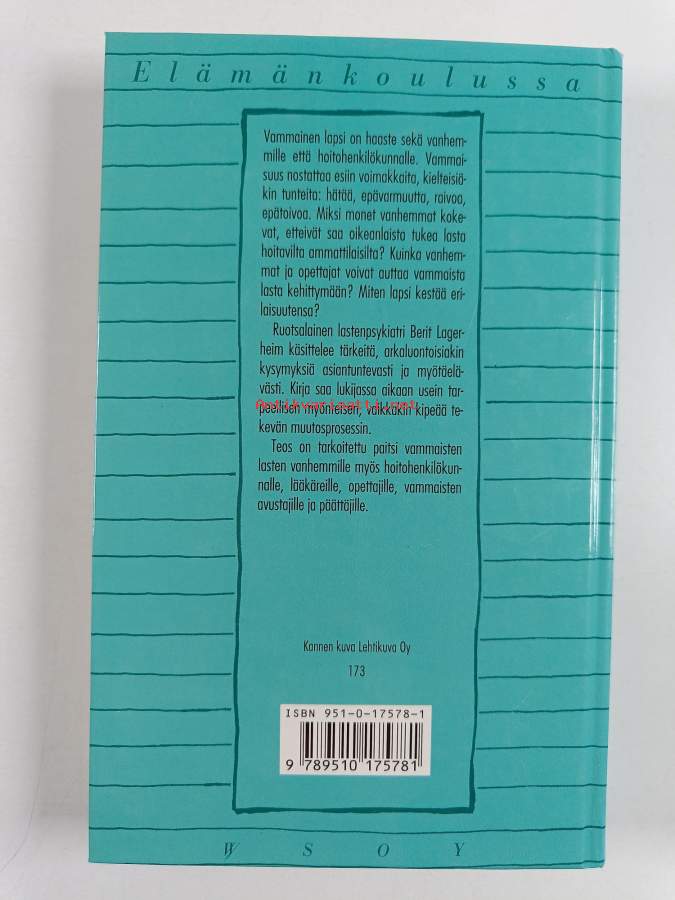 Elämänkoulussa
Vammainen lapsi on haaste sekä vanhem-
mille että hoitohenkilökunnalle. Vammai-
suus nostattaa esiin voimakkaita, kielteisiä-
kin tunteita: hätää, epävarmuutta, raivoa,
epätoivoa. Miksi monet vanhemmat koke-
vat, etteivät saa oikeanlaista tukea lasta
hoitavilta ammattilaisilta? Kuinka vanhem-
mat ja opettajat voivat auttaa vammaista
lasta kehittymään? Miten lapsi kestää eri-
laisuutensa?
Ruotsalainen lastenpsykiatri Berit Lager-
heim käsittelee tärkeitä, arkaluontoisiakin
kysymyksiä asiantuntevasti ja myötäelä-
västi. Kirja saa lukijassa aikaan usein tar-
Antikvariaatti.net
peellisen myönteisen, vaikkakin kipeää te-
kevän muutosprosessin.
Teos on tarkoitettu paitsi vammaisten
lasten vanhemmille myös hoitohenkilökun-
nalle, lääkäreille, opettajille, vammaisten
avustajille ja päättäjille.
Kannen kuva Lehtikuva Oy
173
ISBN 951-0-17578-1
9 789510 175781
WSOY